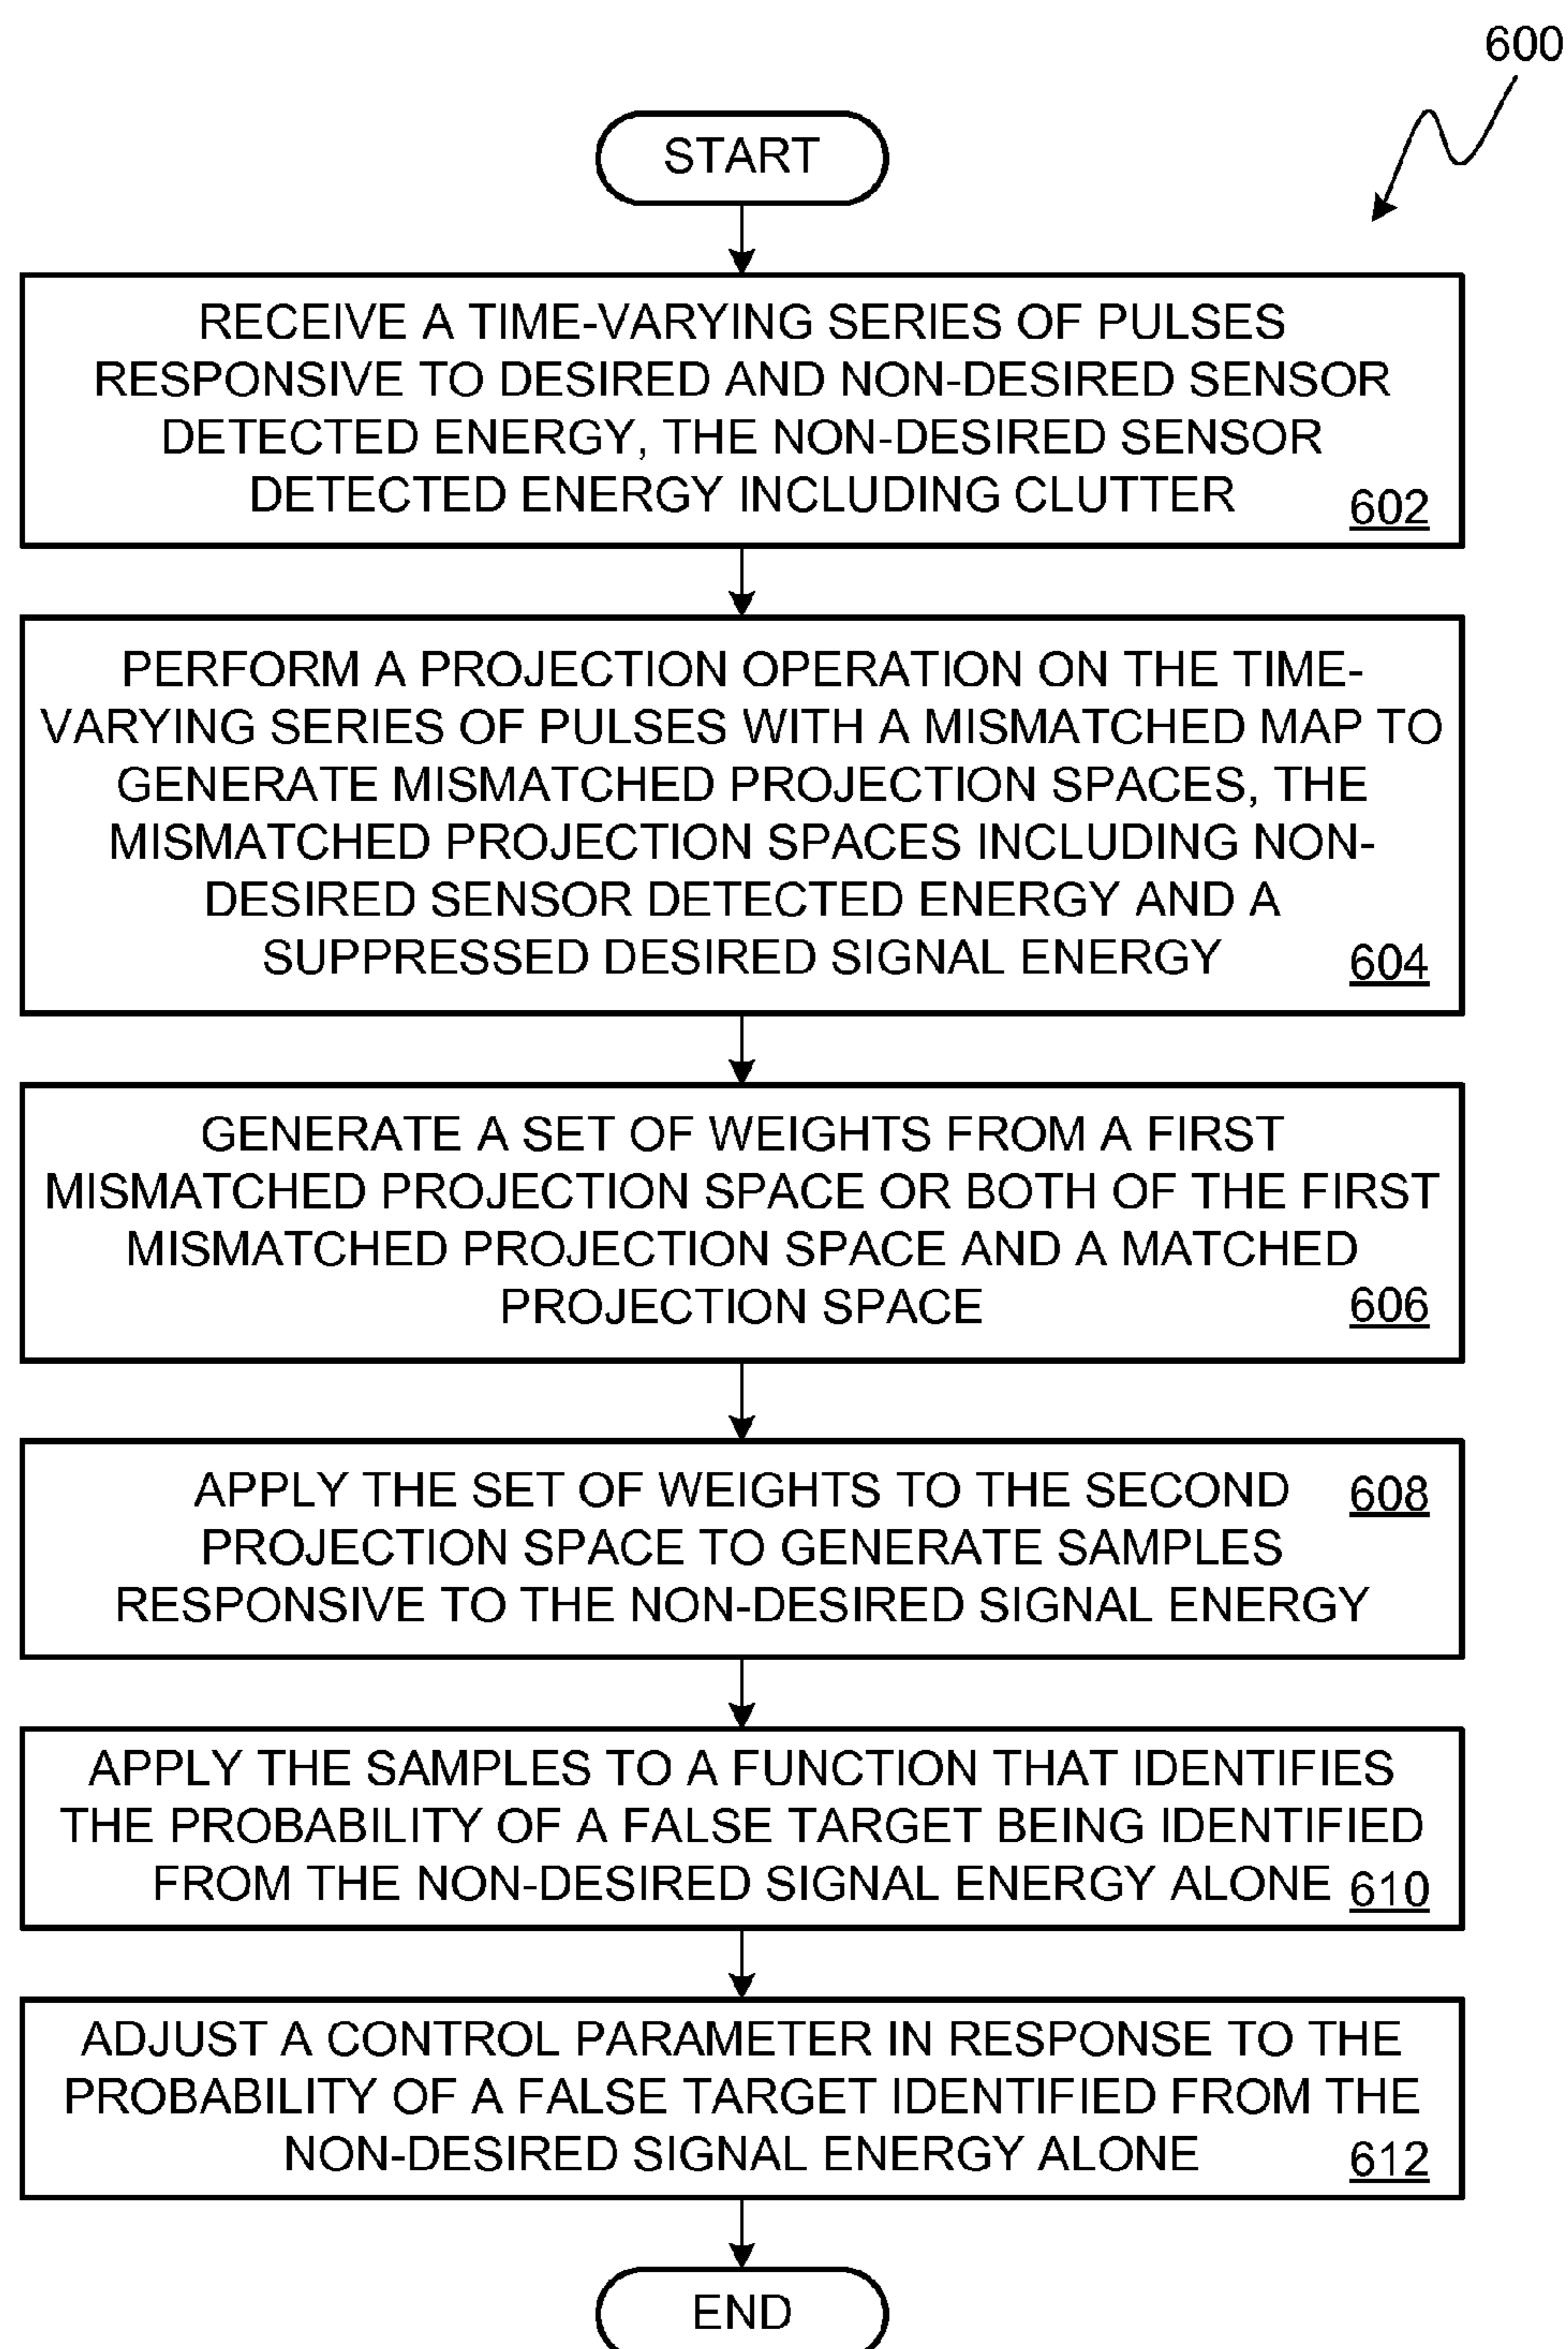 600
START
RECEIVE A TIME-VARYING SERIES OF PULSES
RESPONSIVE TO DESIRED AND NON-DESIRED SENSOR
DETECTED ENERGY, THE NON-DESIRED SENSOR
DETECTED ENERGY INCLUDING CLUTTER
602
PERFORM A PROJECTION OPERATION ON THE TIME-
VARYING SERIES OF PULSES WITH A MISMATCHED MAP TO
GENERATE MISMATCHED PROJECTION SPACES, THE
MISMATCHED PROJECTION SPACES INCLUDING NON-
DESIRED SENSOR DETECTED ENERGY AND A
SUPPRESSED DESIRED SIGNAL ENERGY
604
GENERATE A SET OF WEIGHTS FROM A FIRST
MISMATCHED PROJECTION SPACE OR BOTH OF THE FIRST
MISMATCHED PROJECTION SPACE AND A MATCHED
PROJECTION SPACE
606
APPLY THE SET OF WEIGHTS TO THE SECOND
608
PROJECTION SPACE TO GENERATE SAMPLES
RESPONSIVE TO THE NON-DESIRED SIGNAL ENERGY
APPLY THE SAMPLES TO A FUNCTION THAT IDENTIFIES
THE PROBABILITY OF A FALSE TARGET BEING IDENTIFIED
FROM THE NON-DESIRED SIGNAL ENERGY ALONE
610
ADJUST A CONTROL PARAMETER IN RESPONSE TO THE
PROBABILITY OF A FALSE TARGET IDENTIFIED FROM THE
NON-DESIRED SIGNAL ENERGY ALONE
612
END